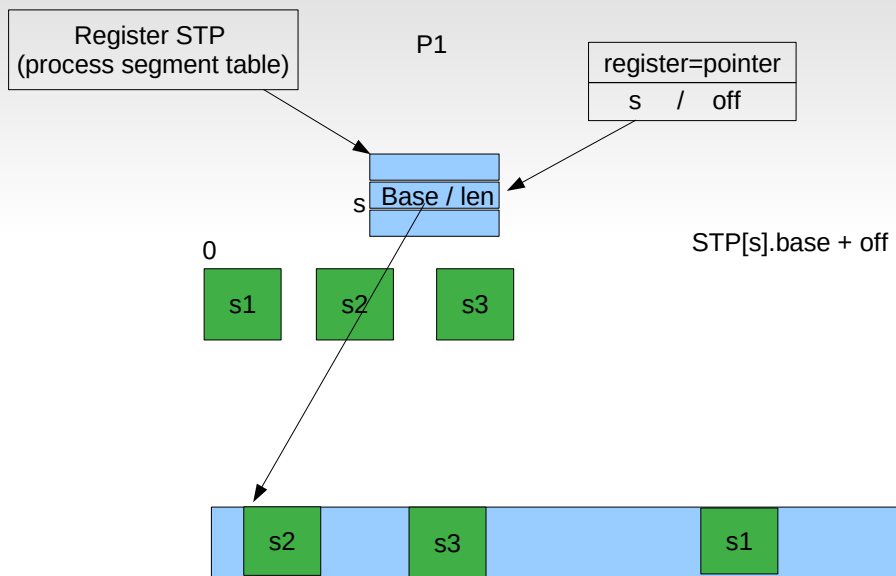 Register STP
(process segment table)
P1
register=pointer
s / off
s
Base / len
STP[s].base + off
0
s1
s2
s3
s2
s3
s1